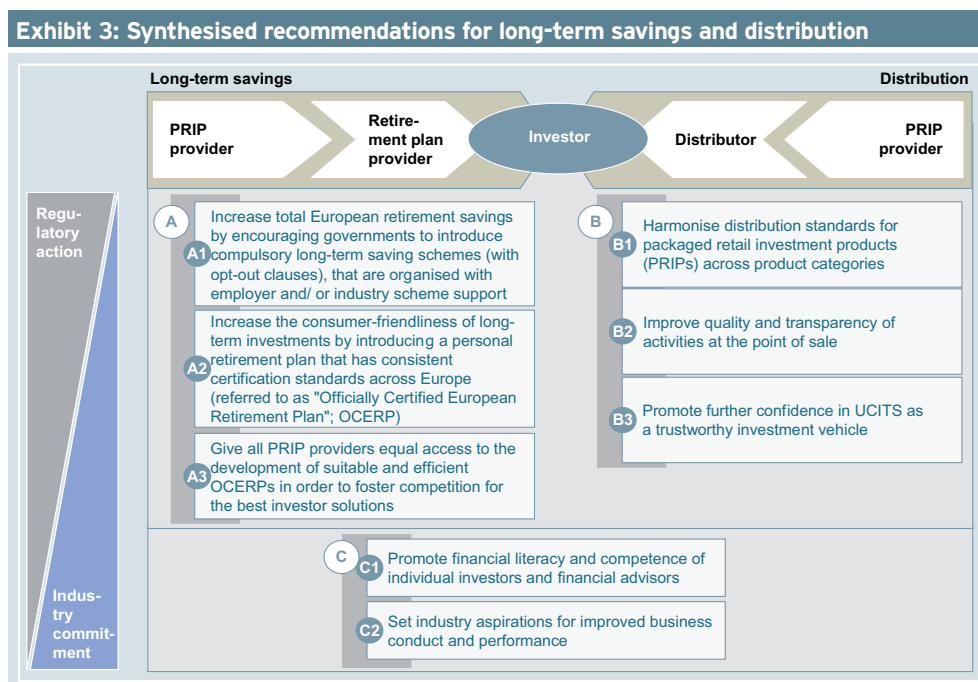 Exhibit 3: Synthesised recommendations for long-term savings and distribution
Long-term savings
Distribution
PRIP
provider
Retire-
ment plan
provider
Investor
Distributor
PRIP
provider
Regu-
latory
action
Indus-
try
commit-
ment
A
A1
Increase total European retirement savings
by encouraging governments to introduce
compulsory long-term saving schemes (with
opt-out clauses), that are organised with
employer and/ or industry scheme support
A2
Increase the consumer-friendliness of long-
term investments by introducing a personal
retirement plan that has consistent
certification standards across Europe
(referred to as "Officially Certified European
Retirement Plan"; OCERP)
A3
Give all PRIP providers equal access to the
development of suitable and efficient
OCERPs in order to foster competition for
the best investor solutions
B
B1
Harmonise distribution standards for
packaged retail investment products
(PRIPs) across product categories
B2
Improve quality and transparency of
activities at the point of sale
B3
Promote further confidence in UCITS as
a trustworthy investment vehicle
C
C1
Promote financial literacy and competence of
individual investors and financial advisors
C2
Set industry aspirations for improved business
conduct and performance